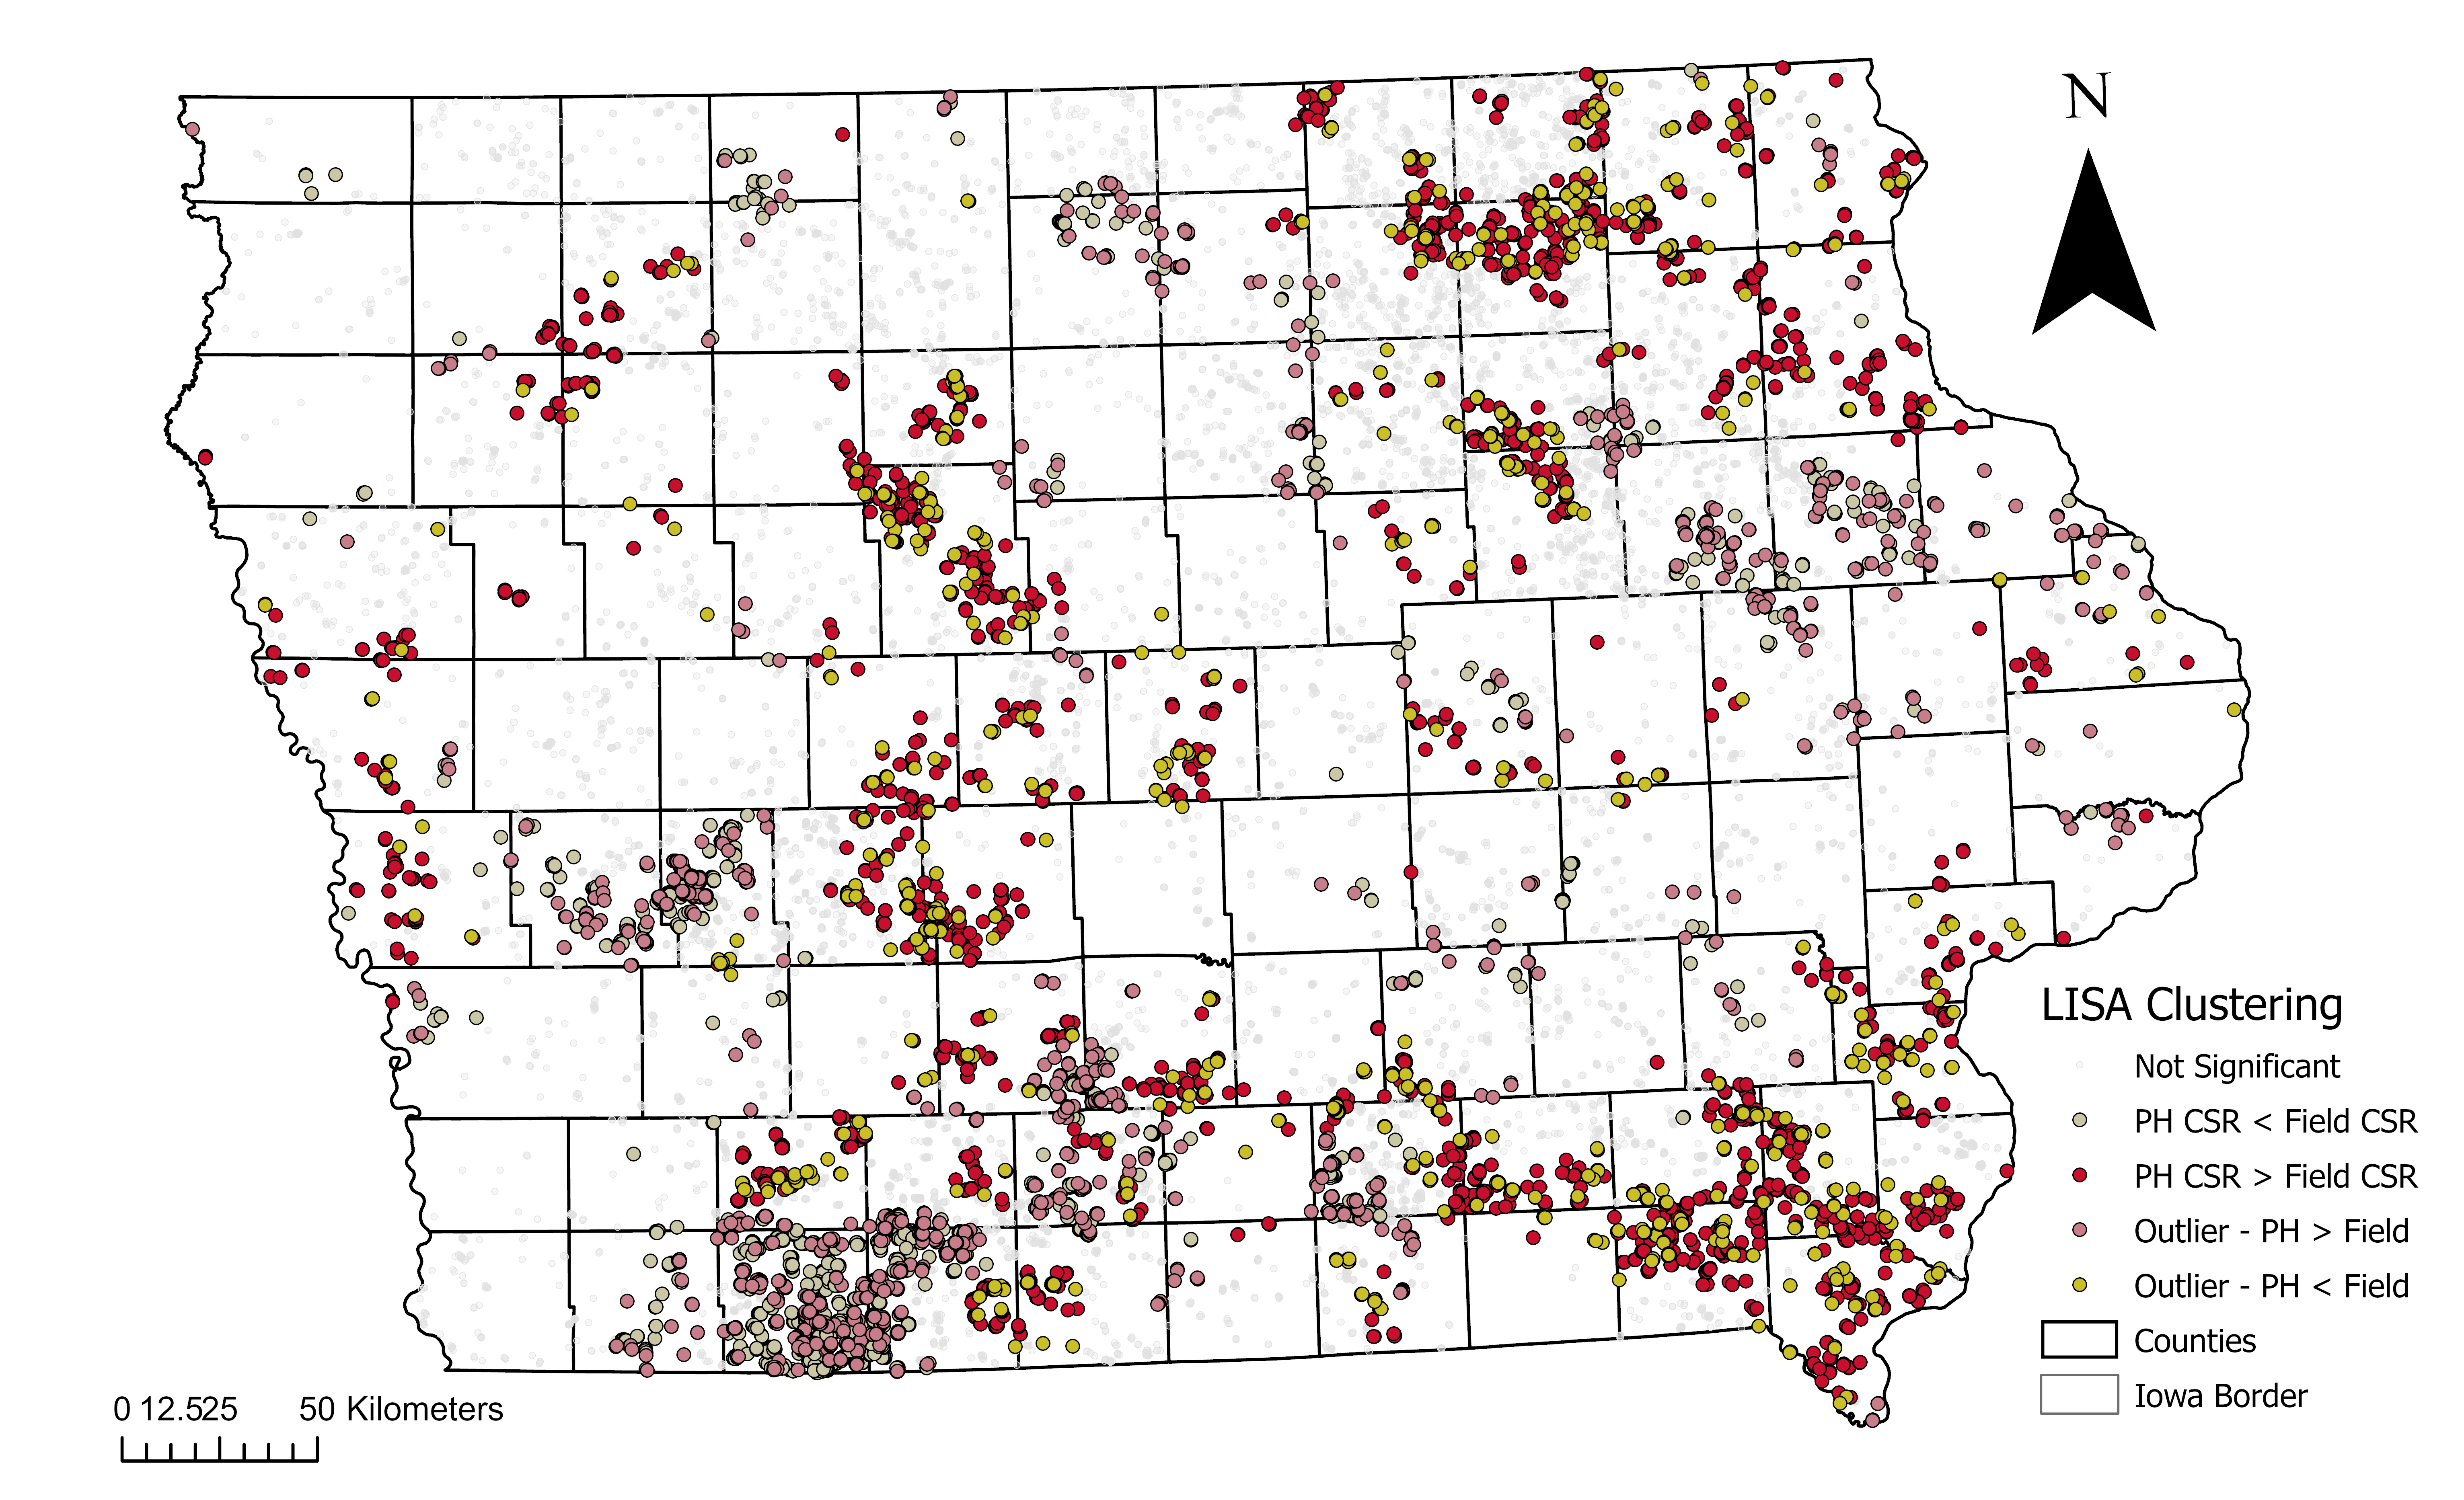 N
LISA Clustering
Not Significant
PH CSR < Field CSR
PH CSR > Field CSR
Outlier - PH > Field
Outlier - PH < Field
Counties
Iowa Border
0 12.525 50 Kilometers